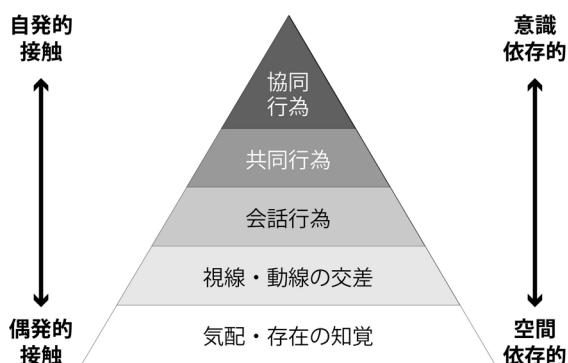 自発的
接触
意識
依存的
協同
行為
共同行為
会話行為
視線・動線の交差
気配・存在の知覚
偶発的
接触
空間
依存的